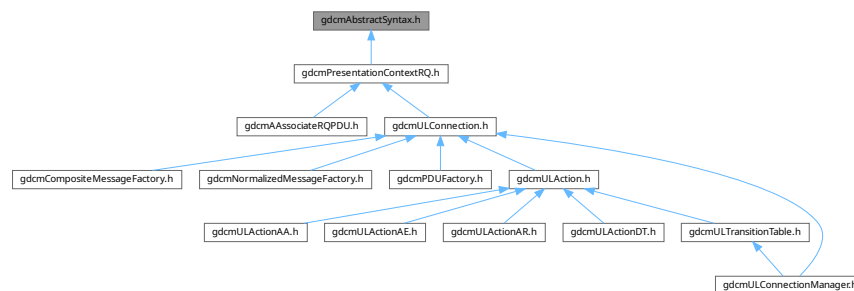 gdcmAbstractSyntax.h
gdcmPresentationContextRQ.h
gdcmAAssociateRQPDU.h
gdcmULConnection.h
gdcmCompositeMessageFactory.h
gdcmNormalizedMessageFactory.h
gdcmPDUFactory.h
gdcmULAction.h
gdcmULActionAA.h
gdcmULActionAE.h
gdcmULActionAR.h
gdcmULActionDT.h
gdcmULTransitionTable.h
gdcmULConnectionManager.h